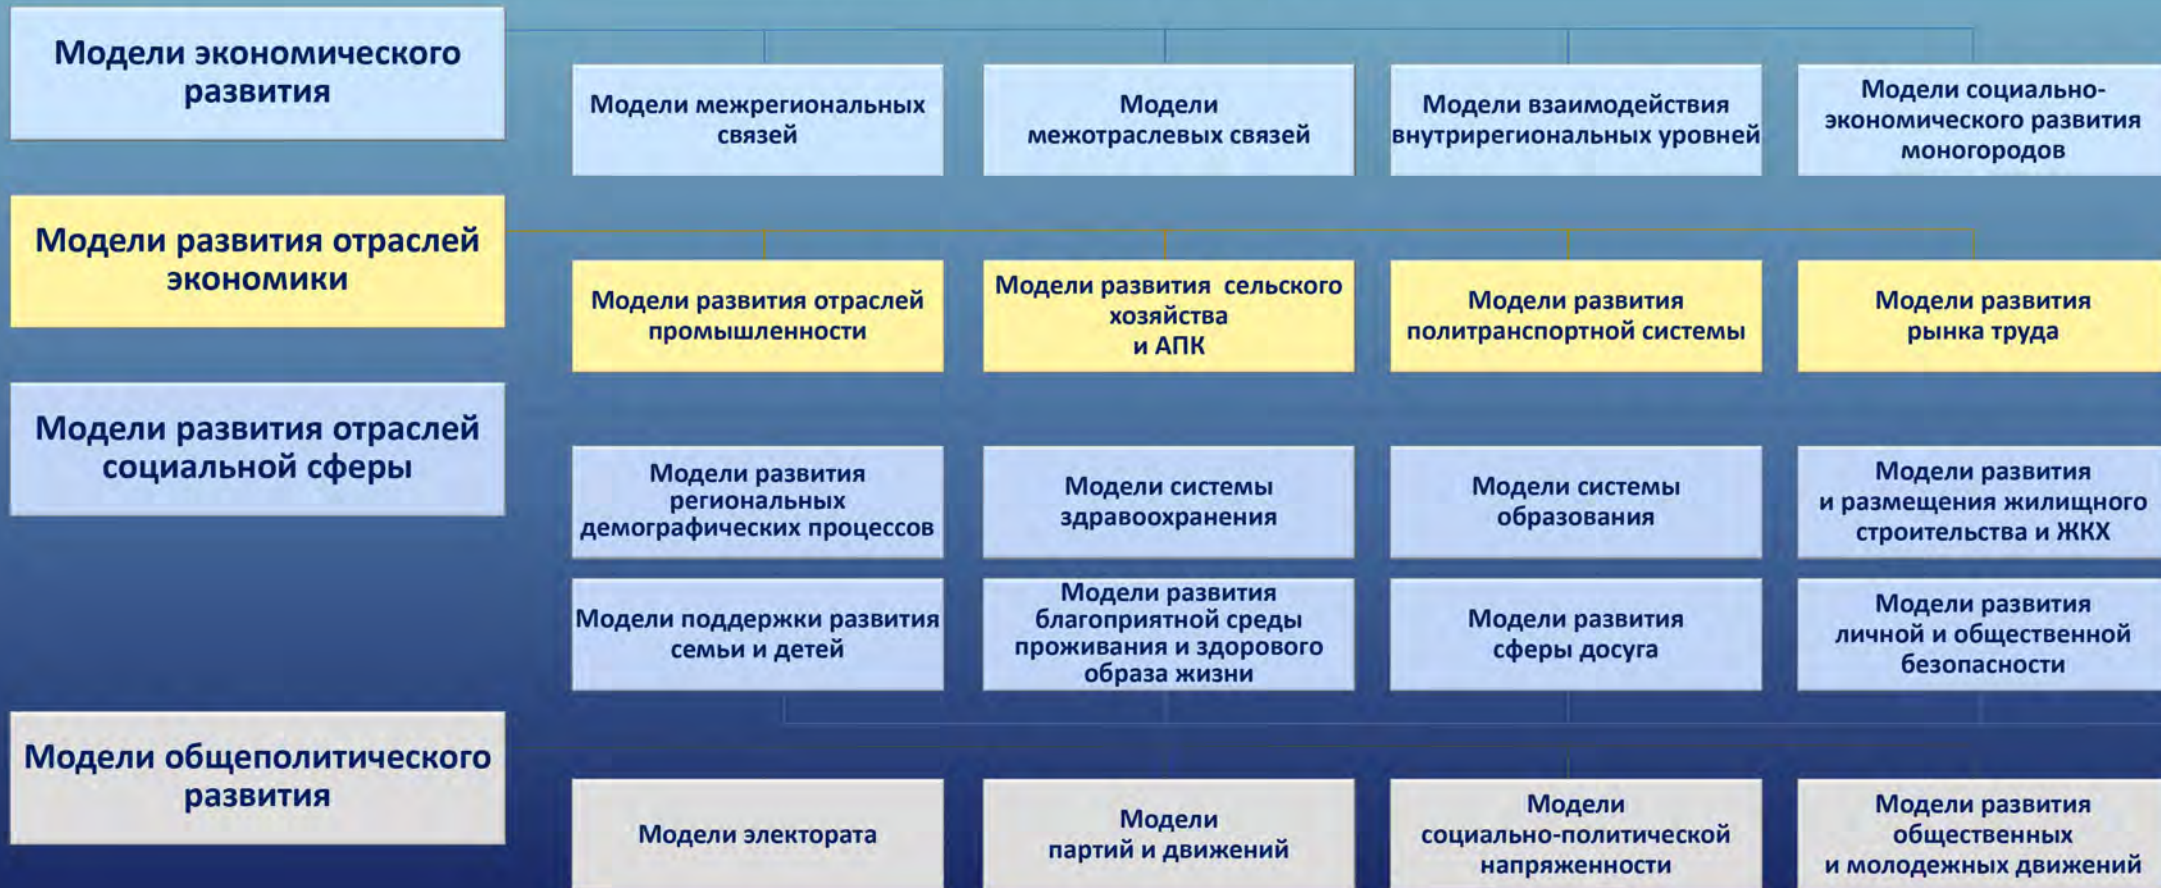 Модели экономического
развития
Модели межрегиональных
связей
Модели
межотраслевых связей
Модели взаимодействия
внутрирегиональных уровней
Модели социально-
экономического развития
моногородов
Модели развития отраслей
экономики
Модели развития отраслей
промышленности
Модели развития сельского
хозяйства
и АПК
Модели развития
политранспортной системы
Модели развития
рынка труда
Модели развития отраслей
социальной сферы
Модели развития
региональных
демографических процессов
Модели системы
здравоохранения
Модели системы
образования
Модели развития
и размещения жилищного
строительства и ЖКХ
Модели поддержки развития
семьи и детей
Модели развития
благоприятной среды
проживания и здорового
образа жизни
Модели развития
сферы досуга
Модели развития
личной и общественной
безопасности
Модели общеполитического
развития
Модели электората
Модели
партий и движений
Модели
социально-политической
напряженности
Модели развития
общественных
и молодежных движений